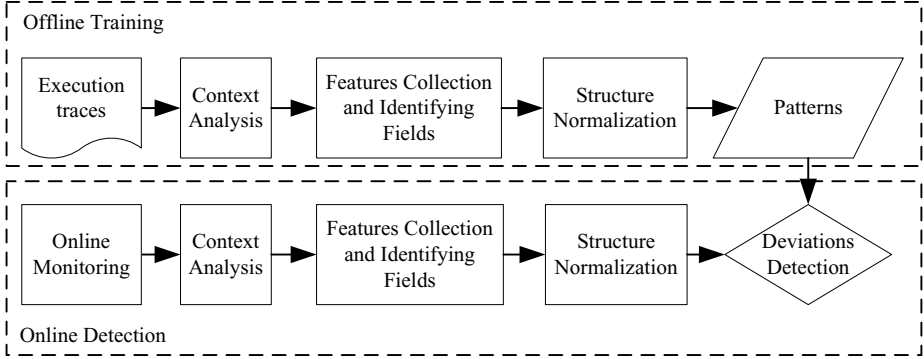 Offline Training
Execution
traces
Context
Analysis
Features Collection
and Identifying
Fields
Structure
Normalization
Patterns
Online
Monitoring
Context
Analysis
Features Collection
and Identifying
Fields
Structure
Normalization
Deviations
Detection
Online Detection